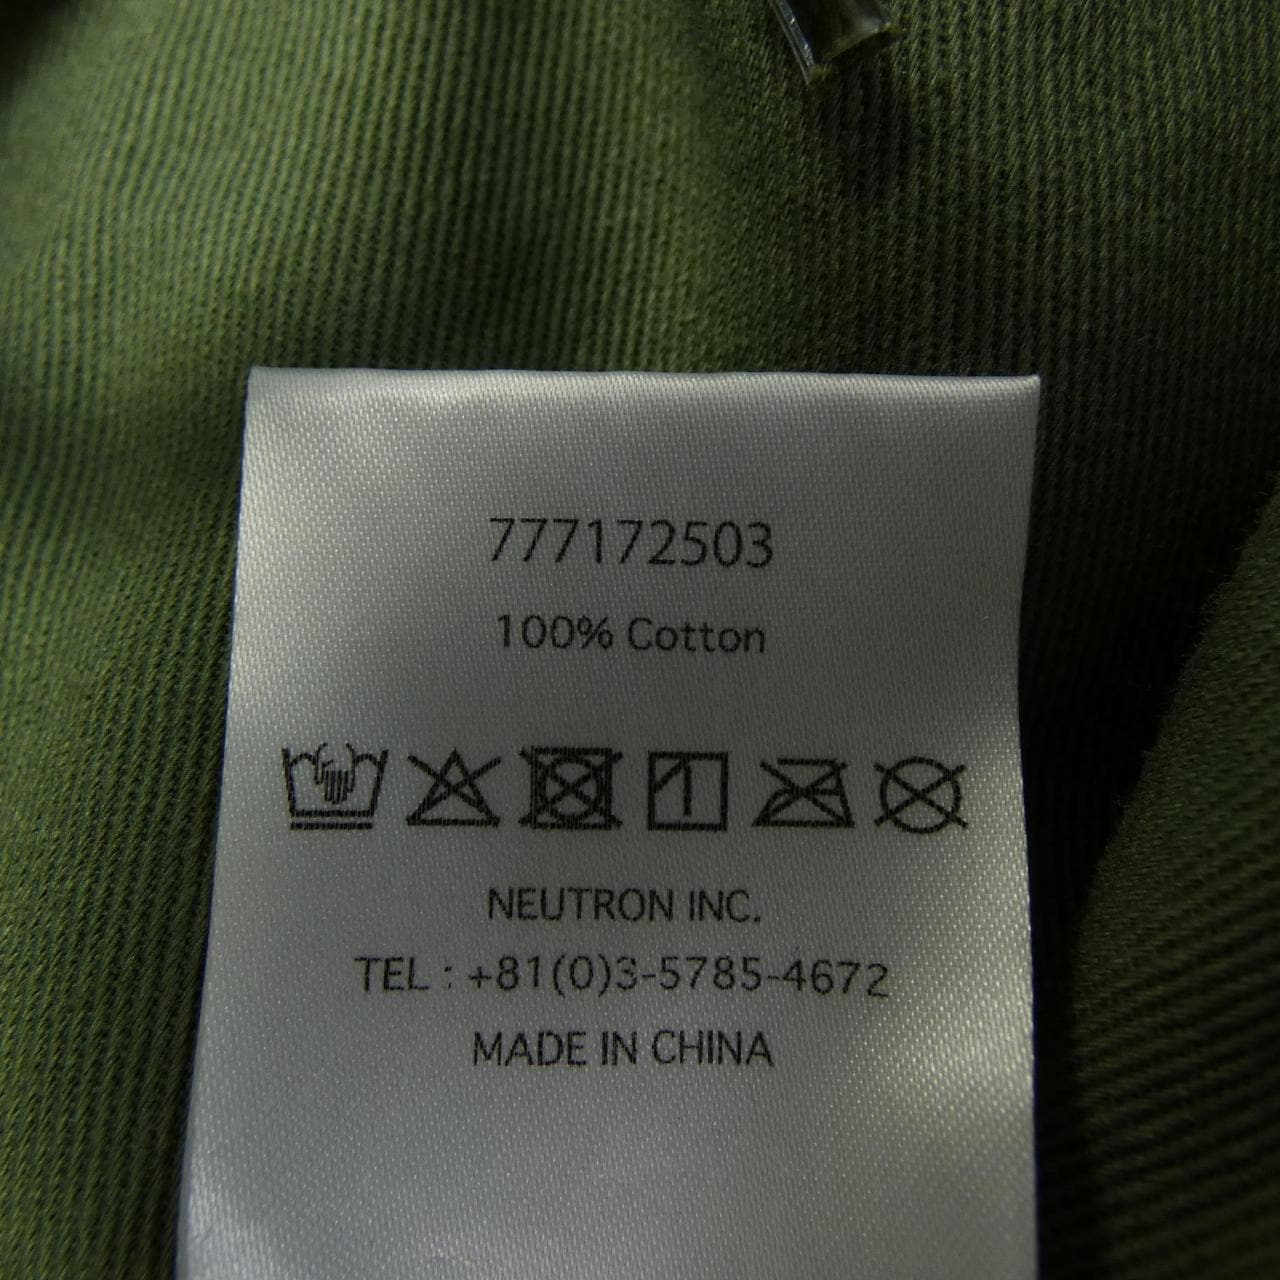 777172503
100% Cotton
NEUTRON INC.
TEL : +81(0)3-5785-4672
MADE IN CHINA